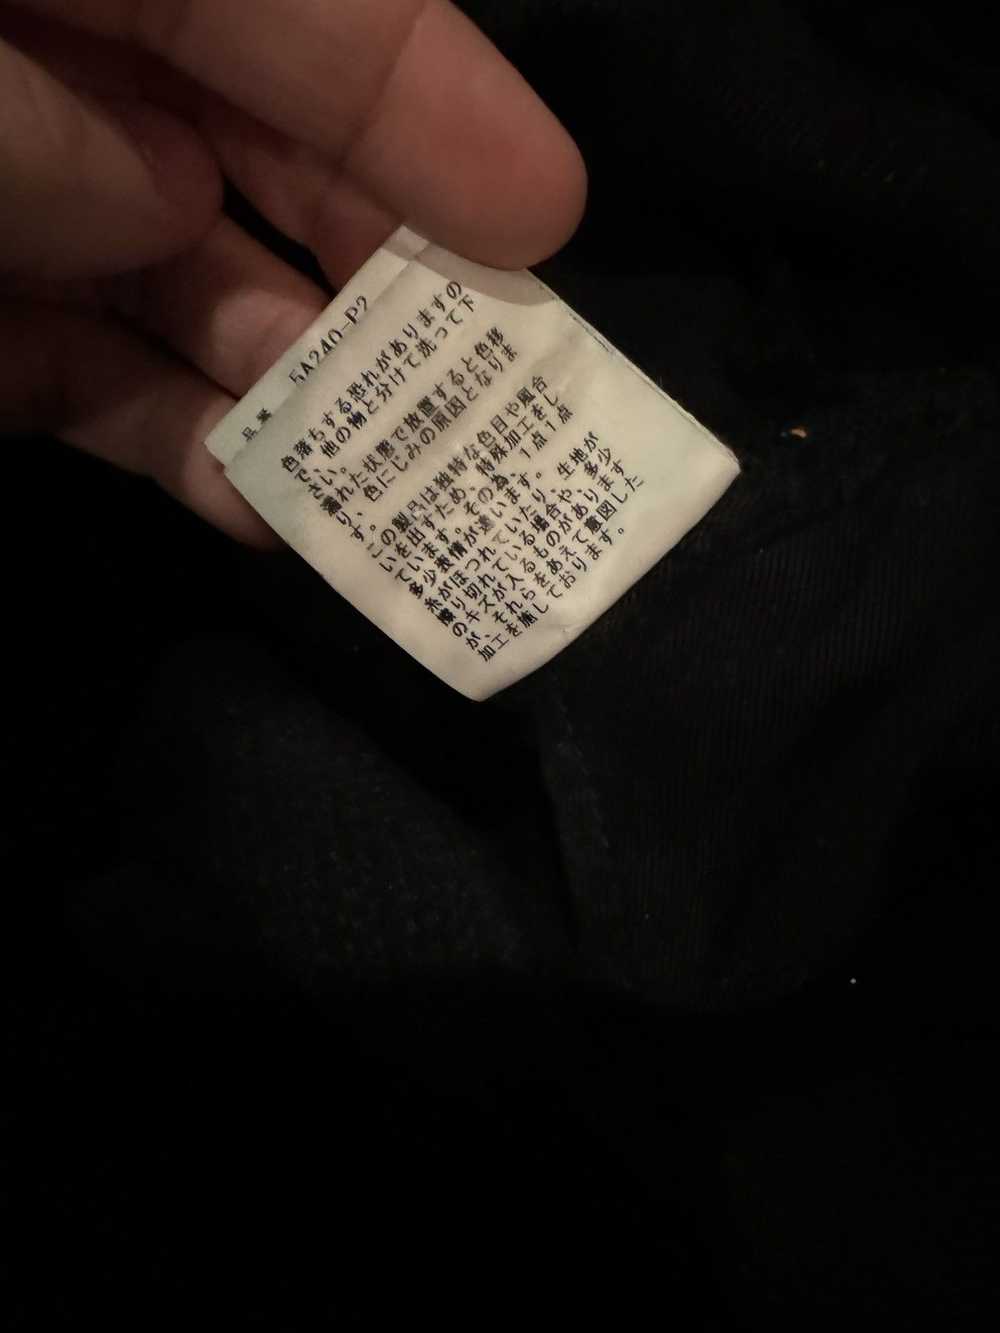 品番 5A240-P2
色落ちする恐れがありますの
で、他の物と分けて洗って下
さい。
濡れた状態で放置すると色移
り、色にじみの原因となりま
す。
この製品は独特な色目や風合
いを出すため、特殊加工をし
ています。その為、1点1点
多少表情が違います。
糸がほつれていたり、生地が
擦り切れている場合や、多少
のキズが入るものがあります
が、それらをあえて意図した
加工を施しております。